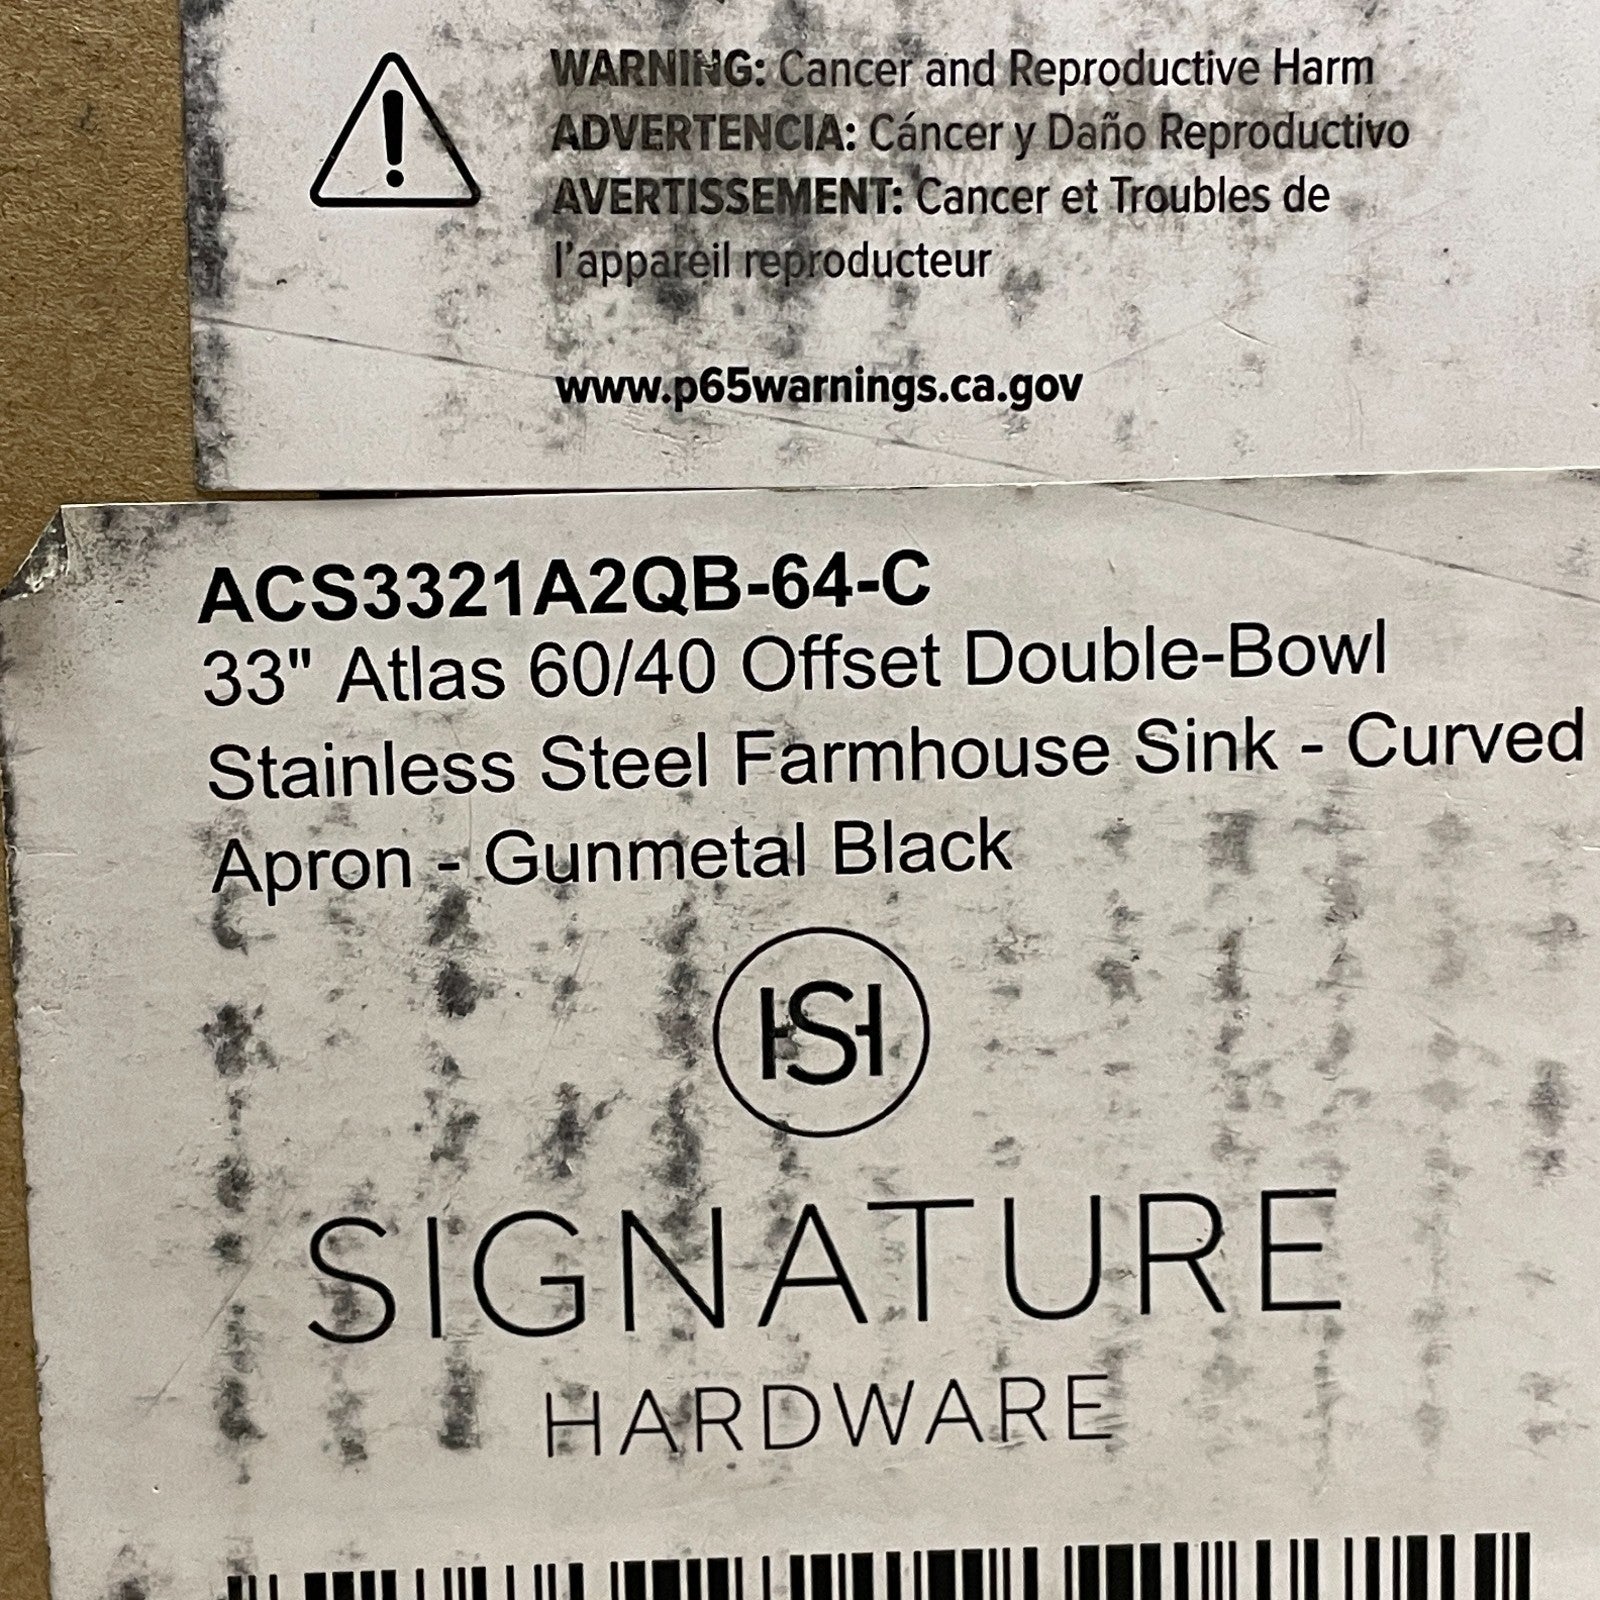 WARNING: Cancer and Reproductive Harm
ADVERTENCIA: Cáncer y Daño Reproductivo
AVERTISSEMENT: Cancer et Troubles de
l'appareil reproducteur
www.p65warnings.ca.gov
ACS3321A2QB-64-C
33" Atlas 60/40 Offset Double-Bowl
Stainless Steel Farmhouse Sink - Curved
Apron - Gunmetal Black
HSH
SIGNATURE
HARDWARE